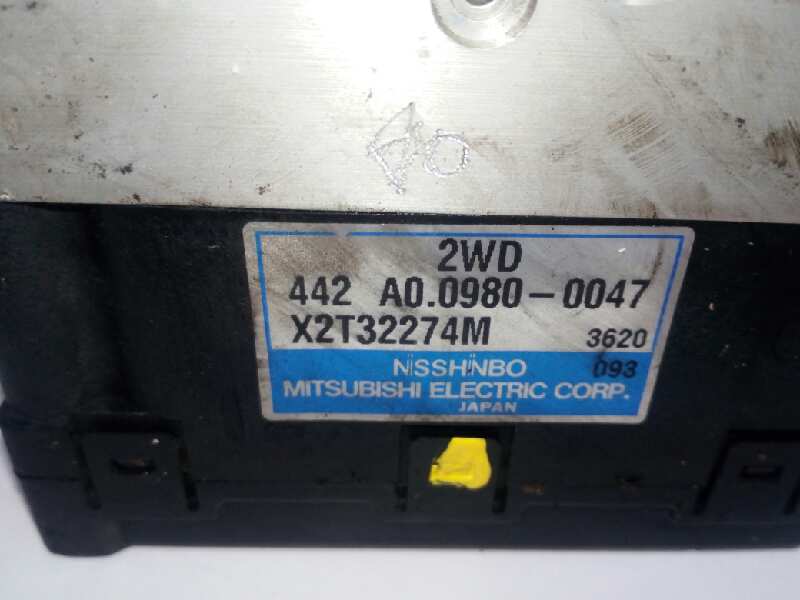 2WD
442 A0.0980-0047
X2T32274M 3620
NISSHINBO 093
MITSUBISHI ELECTRIC CORP.
JAPAN